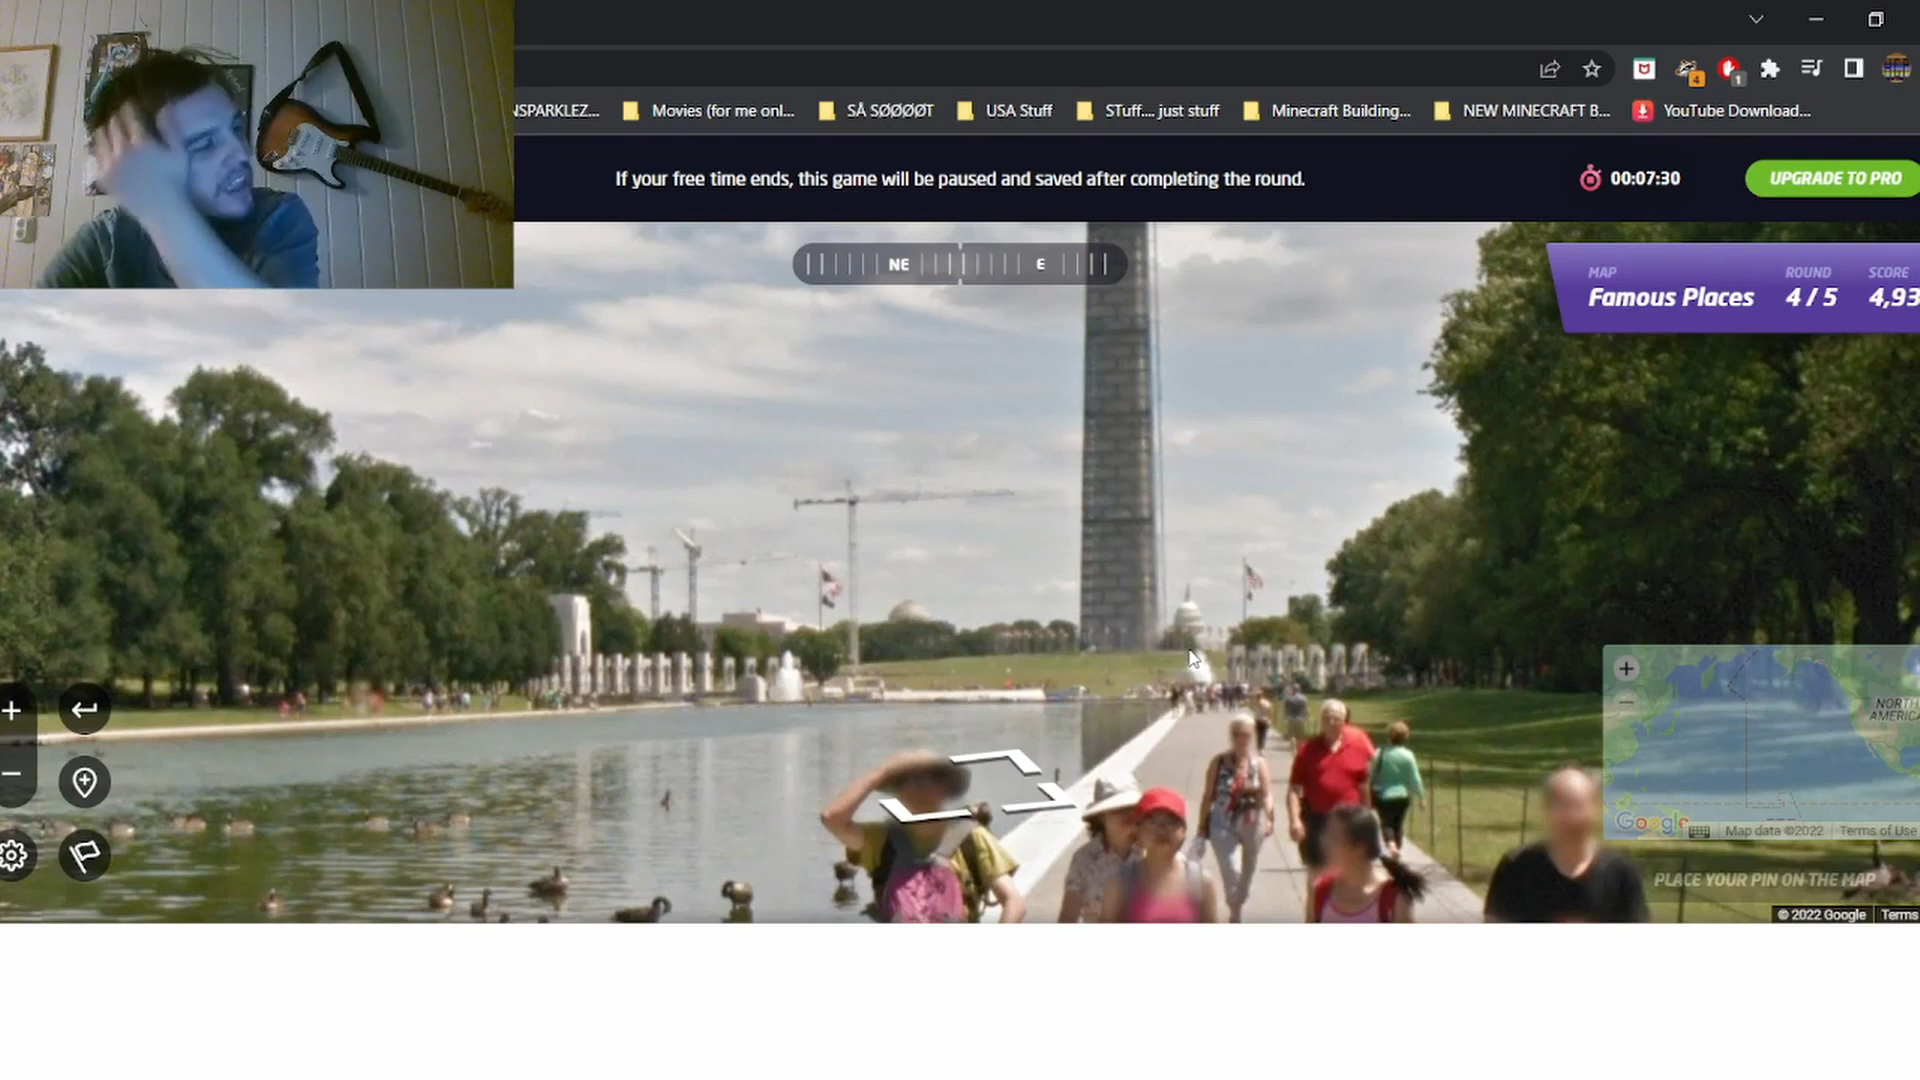 4
1
NSPARKLEZ...
Movies (for me onl...
SÅ SØØØØT
USA Stuff
STuff.... just stuff
Minecraft Building...
NEW MINECRAFT B...
YouTube Download...
If your free time ends, this game will be paused and saved after completing the round.
00:07:30
UPGRADE TO PRO
NE
E
MAP
ROUND
SCORE
Famous Places
4 / 5
4,93
NORTH
AMERICA
Google
Map data ©2022
Terms of Use
PLACE YOUR PIN ON THE MAP
© 2022 Google
Terms